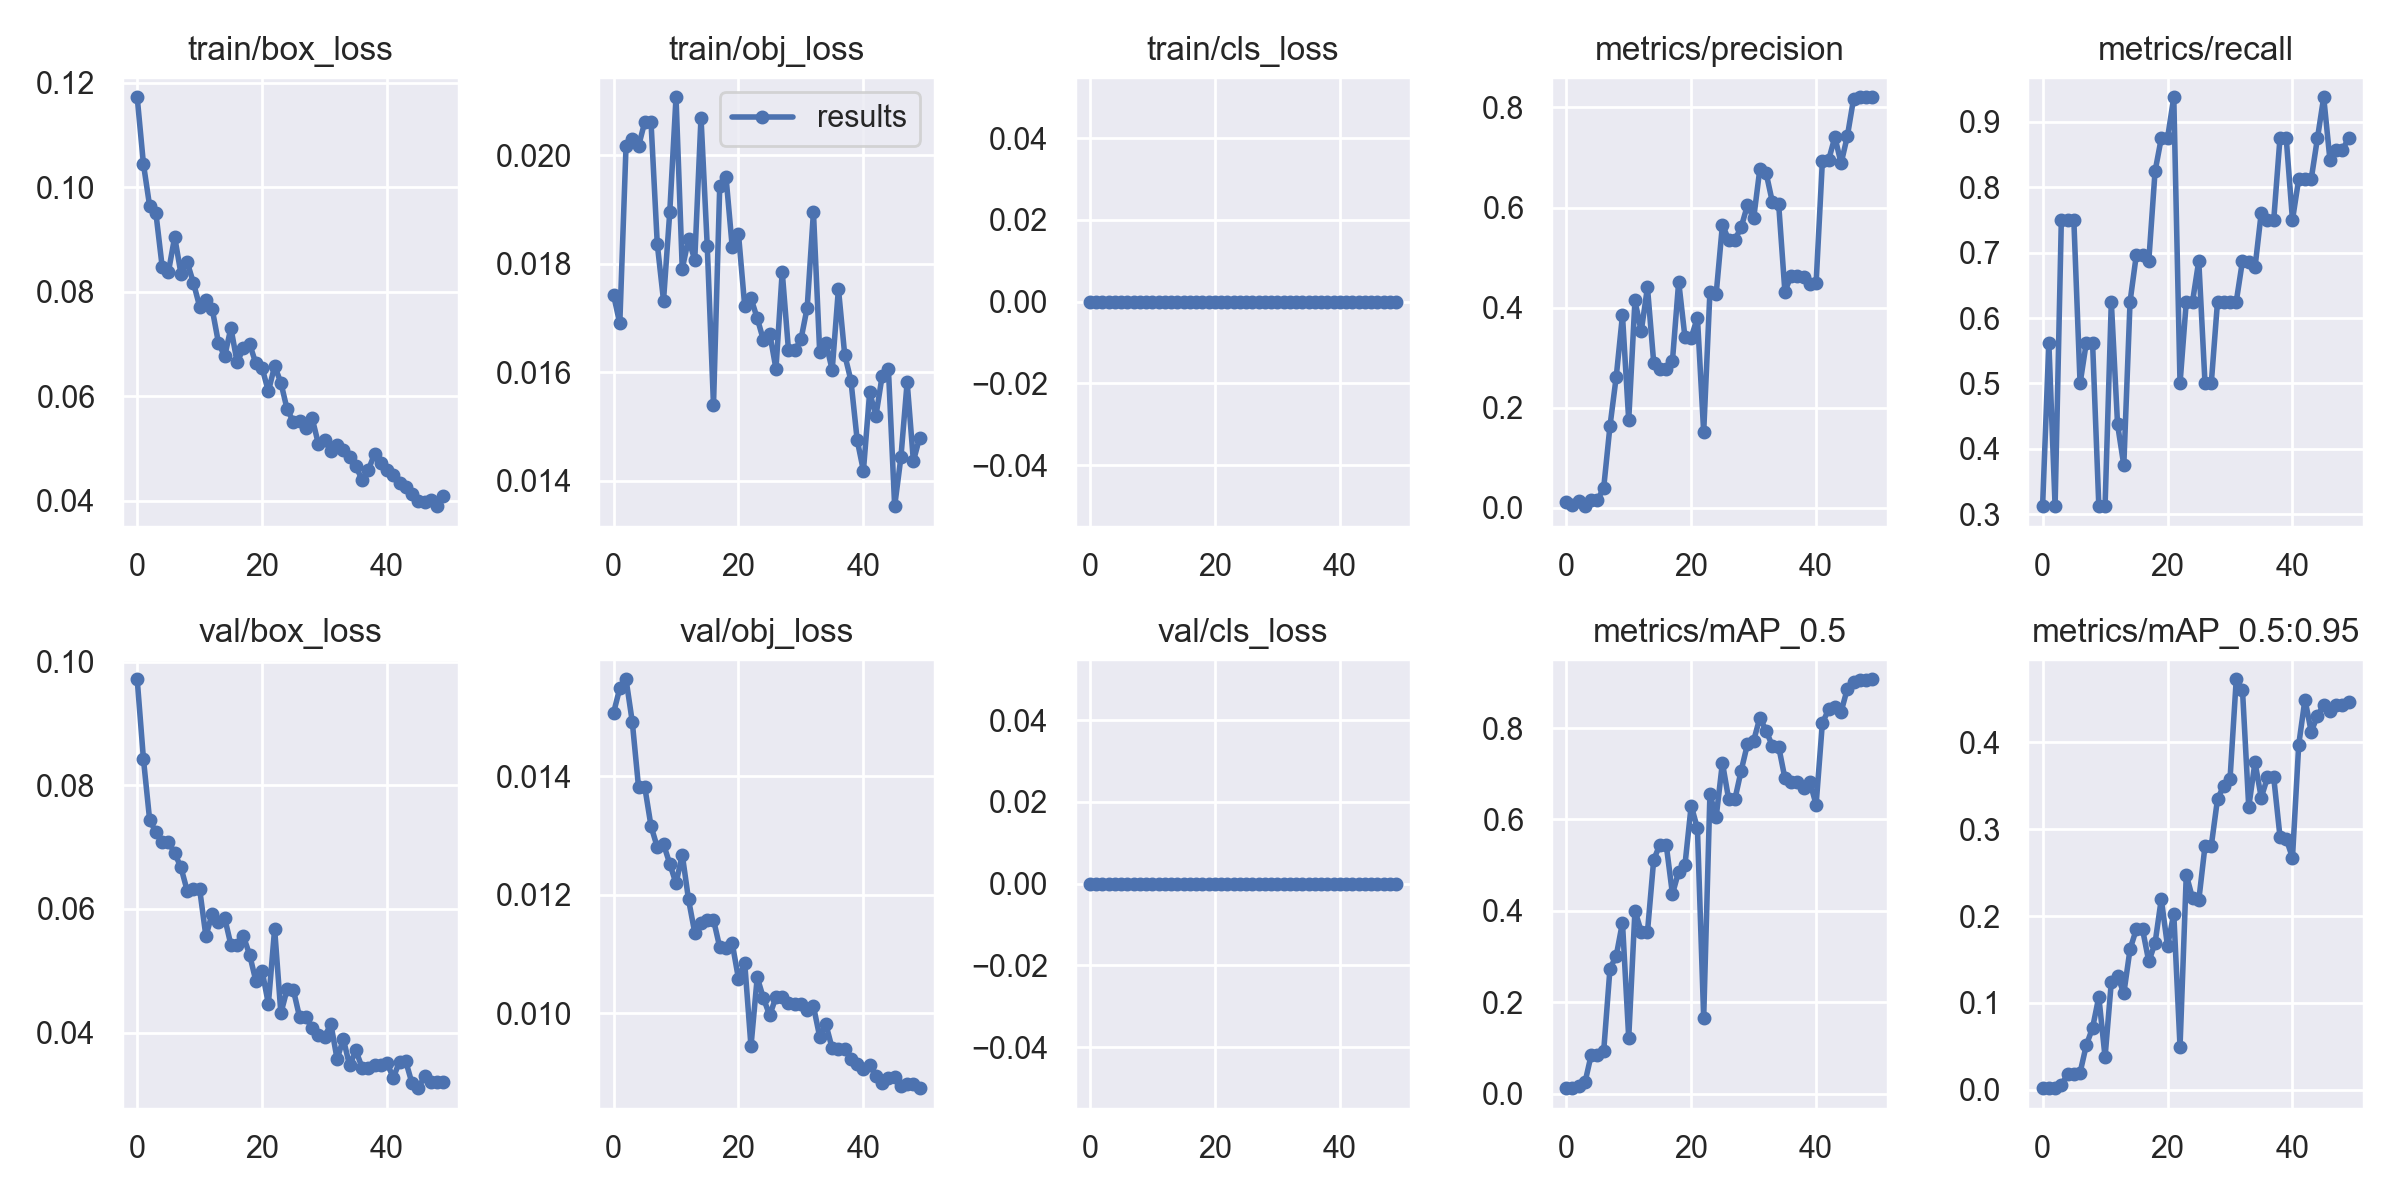 train/box_loss
0.12
0.10
0.08
0.06
0.04
0 20 40
train/obj_loss
results
0.020
0.018
0.016
0.014
0 20 40
train/cls_loss
0.04
0.02
0.00
−0.02
−0.04
0 20 40
metrics/precision
0.8
0.6
0.4
0.2
0.0
0 20 40
metrics/recall
0.9
0.8
0.7
0.6
0.5
0.4
0.3
0 20 40
val/box_loss
0.10
0.08
0.06
0.04
0 20 40
val/obj_loss
0.014
0.012
0.010
0 20 40
val/cls_loss
0.04
0.02
0.00
−0.02
−0.04
0 20 40
metrics/mAP_0.5
0.8
0.6
0.4
0.2
0.0
0 20 40
metrics/mAP_0.5:0.95
0.4
0.3
0.2
0.1
0.0
0 20 40